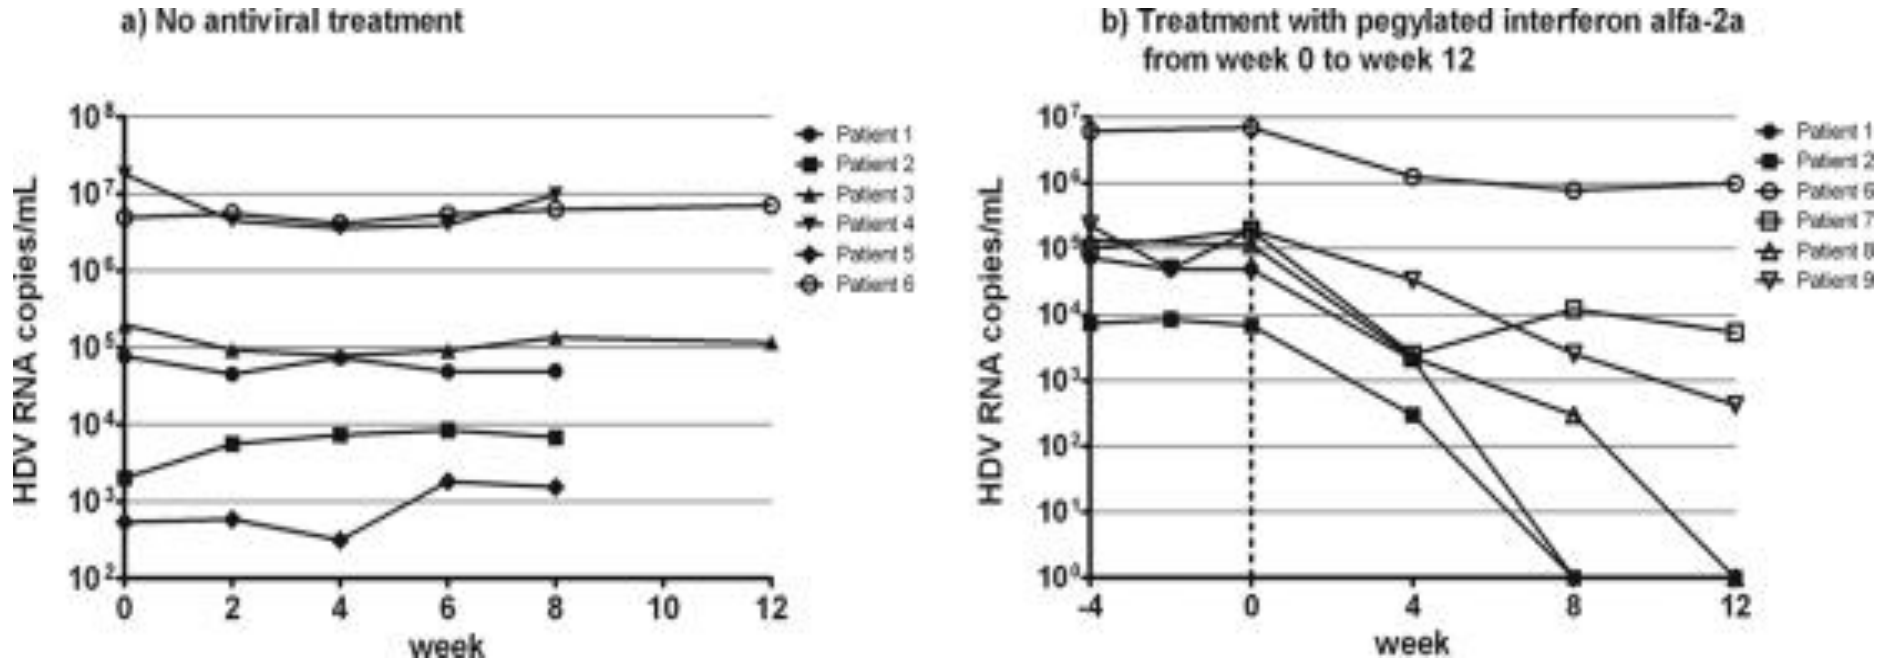 a) No antiviral treatment
HDV RNA copies/mL
10⁸
10⁷
10⁶
10⁵
10⁴
10³
10²
0 2 4 6 8 10 12
week
Patient 1
Patient 2
Patient 3
Patient 4
Patient 5
Patient 6
b) Treatment with pegylated interferon alfa-2a
from week 0 to week 12
HDV RNA copies/mL
10⁷
10⁶
10⁵
10⁴
10³
10²
10¹
10⁰
-4 0 4 8 12
week
Patient 1
Patient 2
Patient 6
Patient 7
Patient 8
Patient 9